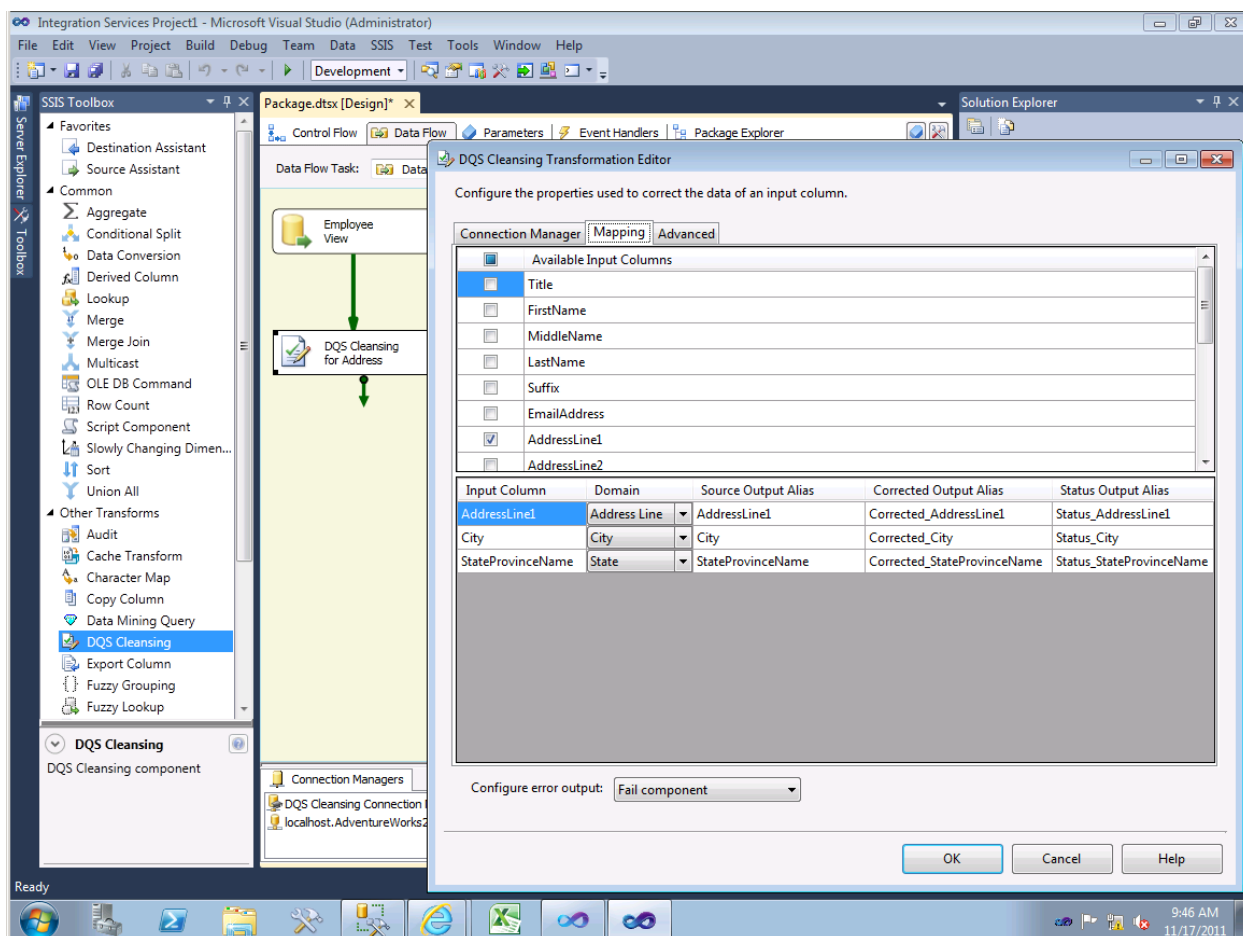 Integration Services Project1 - Microsoft Visual Studio (Administrator)
File Edit View Project Build Debug Team Data SSIS Test Tools Window Help
Development
Server Explorer
Toolbox
SSIS Toolbox
Favorites
Destination Assistant
Source Assistant
Common
Aggregate
Conditional Split
Data Conversion
Derived Column
Lookup
Merge
Merge Join
Multicast
OLE DB Command
Row Count
Script Component
Slowly Changing Dimen...
Sort
Union All
Other Transforms
Audit
Cache Transform
Character Map
Copy Column
Data Mining Query
DQS Cleansing
Export Column
Fuzzy Grouping
Fuzzy Lookup
DQS Cleansing
DQS Cleansing component
Package.dtsx [Design]*
Control Flow Data Flow Parameters Event Handlers Package Explorer
Data Flow Task: Data
Employee
View
DQS Cleansing
for Address
Connection Managers
DQS Cleansing Connection
localhost.AdventureWorks2
Solution Explorer
DQS Cleansing Transformation Editor
Configure the properties used to correct the data of an input column.
Connection Manager Mapping Advanced
Available Input Columns
Title
FirstName
MiddleName
LastName
Suffix
EmailAddress
AddressLine1
AddressLine2
Input Column Domain Source Output Alias Corrected Output Alias Status Output Alias
AddressLine1 Address Line AddressLine1 Corrected_AddressLine1 Status_AddressLine1
City City City Corrected_City Status_City
StateProvinceName State StateProvinceName Corrected_StateProvinceName Status_StateProvinceName
Configure error output: Fail component
OK Cancel Help
Ready
9:46 AM
11/17/2011